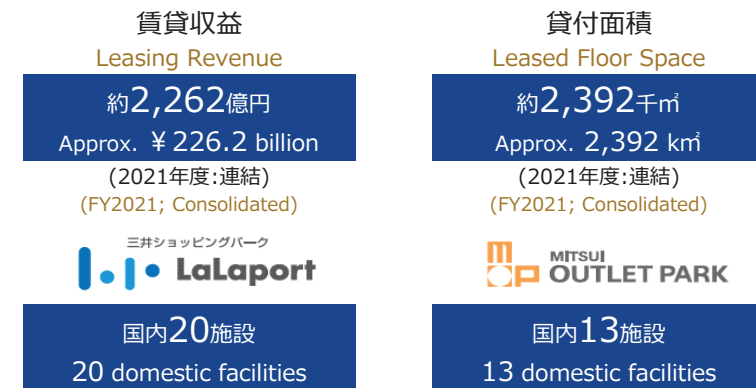 賃貸収益
Leasing Revenue
約2,262億円
Approx. ¥226.2 billion
(2021年度:連結)
(FY2021; Consolidated)
三井ショッピングパーク
LaLaport
国内20施設
20 domestic facilities
貸付面積
Leased Floor Space
約2,392千㎡
Approx. 2,392 k㎡
(2021年度:連結)
(FY2021; Consolidated)
mop
MITSUI
OUTLET PARK
国内13施設
13 domestic facilities